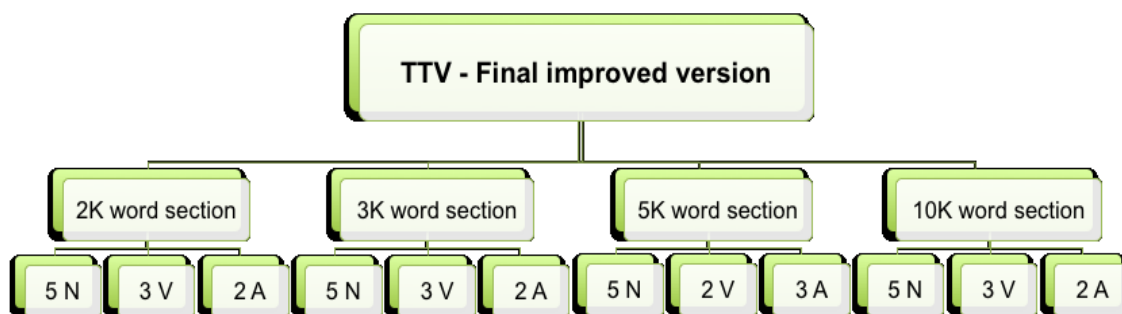 TTV - Final improved version
2K word section
3K word section
5K word section
10K word section
5 N
3 V
2 A
5 N
3 V
2 A
5 N
2 V
3 A
5 N
3 V
2 A